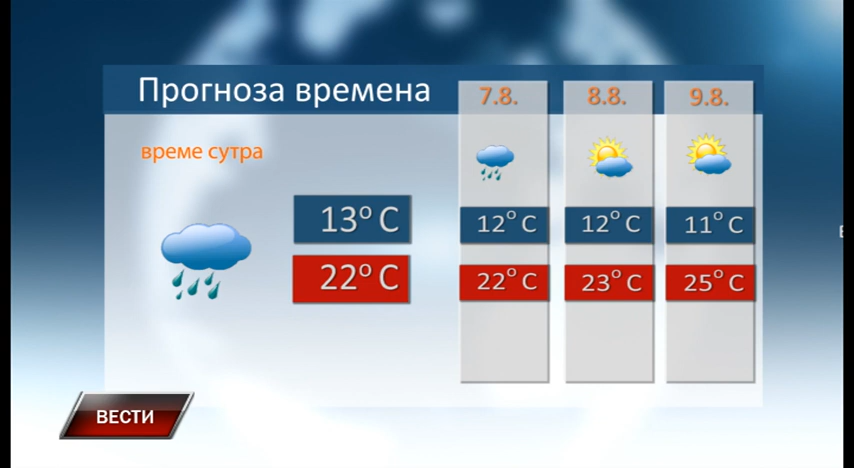 Прогноза времена
време сутра
13° C
22° C
7.8. 8.8. 9.8.
12° C 12° C 11° C
22° C 23° C 25° C
ВЕСТИ